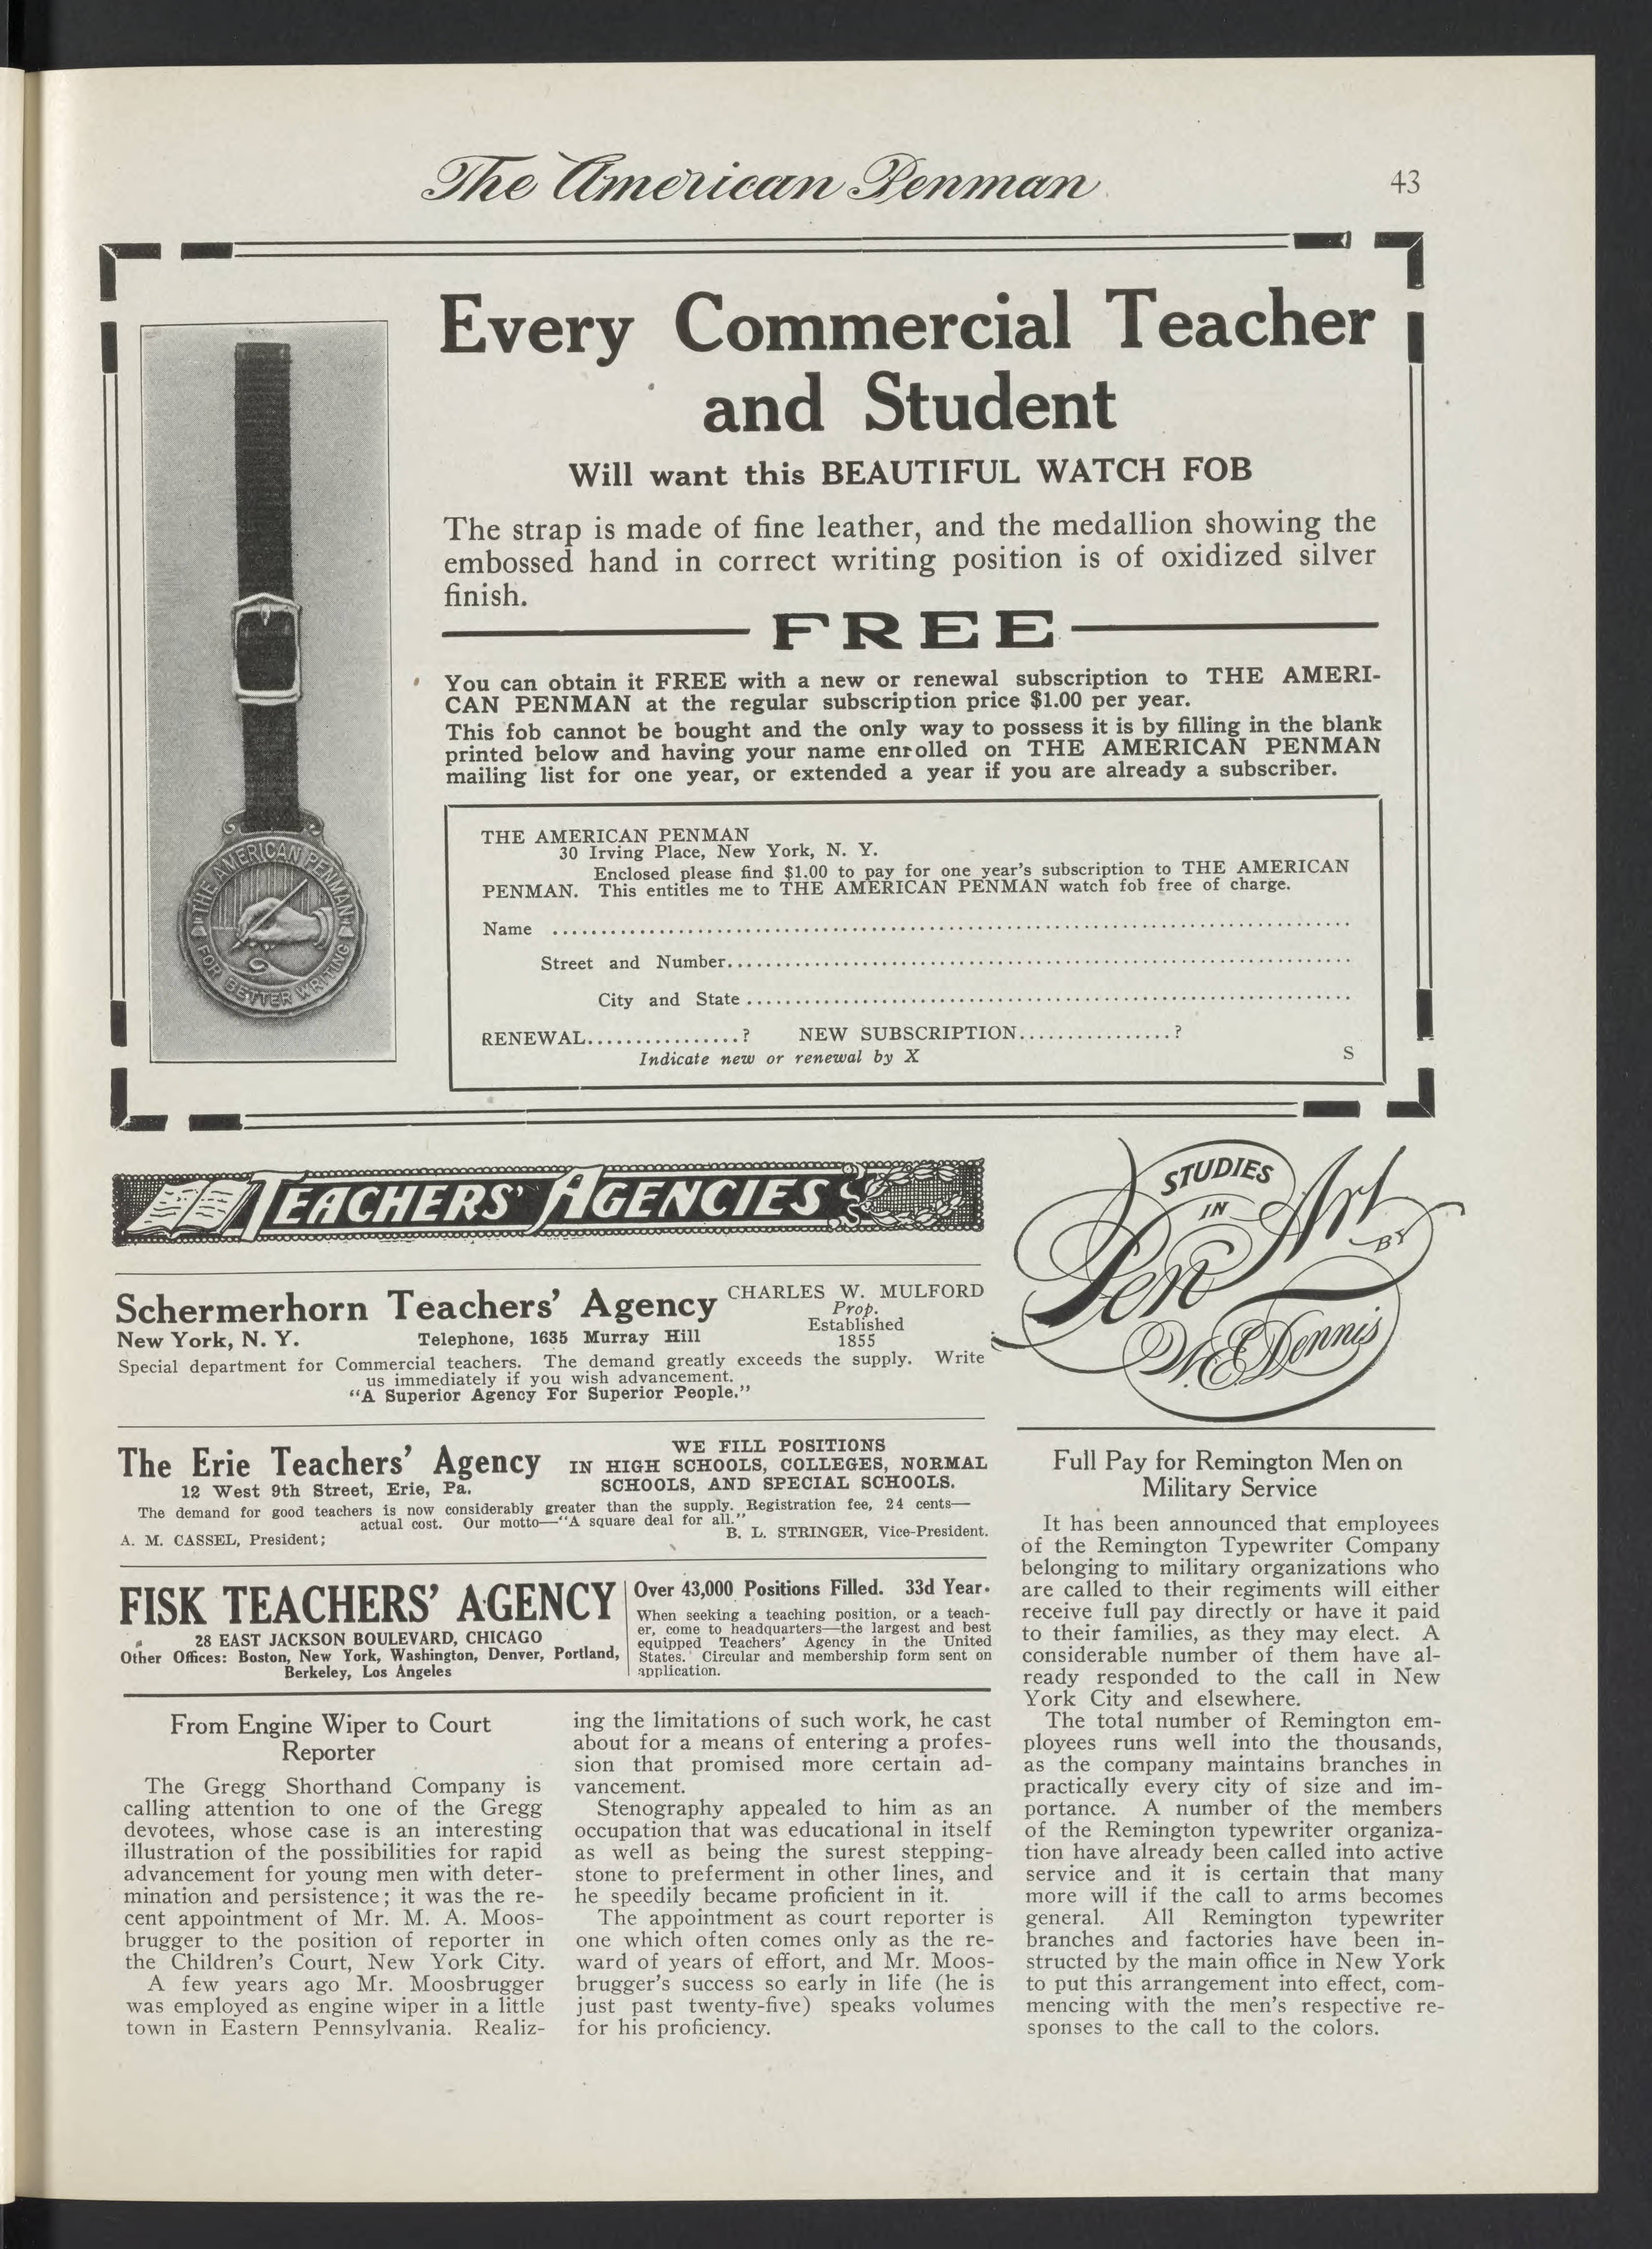 The American Penman
43
Every Commercial Teacher
and Student
Will want this BEAUTIFUL WATCH FOB
The strap is made of fine leather, and the medallion showing the
embossed hand in correct writing position is of oxidized silver
finish.
FREE
You can obtain it FREE with a new or renewal subscription to THE AMERI-
CAN PENMAN at the regular subscription price $1.00 per year.
This fob cannot be bought and the only way to possess it is by filling in the blank
printed below and having your name enrolled on THE AMERICAN PENMAN
mailing list for one year, or extended a year if you are already a subscriber.
THE AMERICAN PENMAN
FOR BETTER WRITING
THE AMERICAN PENMAN
30 Irving Place, New York, N. Y.
Enclosed please find $1.00 to pay for one year's subscription to THE AMERICAN
PENMAN. This entitles me to THE AMERICAN PENMAN watch fob free of charge.
Name ................................................................
Street and Number................................................................
City and State ................................................................
RENEWAL................? NEW SUBSCRIPTION................?
Indicate new or renewal by X
S
TEACHERS' AGENCIES
Schermerhorn Teachers' Agency
CHARLES W. MULFORD
Prop.
Established
1855
New York, N. Y. Telephone, 1635 Murray Hill
Special department for Commercial teachers. The demand greatly exceeds the supply. Write
us immediately if you wish advancement.
"A Superior Agency For Superior People."
The Erie Teachers' Agency
12 West 9th Street, Erie, Pa.
WE FILL POSITIONS
IN HIGH SCHOOLS, COLLEGES, NORMAL
SCHOOLS, AND SPECIAL SCHOOLS.
The demand for good teachers is now considerably greater than the supply. Registration fee, 24 cents—
actual cost. Our motto—"A square deal for all."
A. M. CASSEL, President; B. L. STRINGER, Vice-President.
FISK TEACHERS' AGENCY
28 EAST JACKSON BOULEVARD, CHICAGO
Other Offices: Boston, New York, Washington, Denver, Portland,
Berkeley, Los Angeles
Over 43,000 Positions Filled. 33d Year.
When seeking a teaching position, or a teach-
er, come to headquarters—the largest and best
equipped Teachers' Agency in the United
States. Circular and membership form sent on
application.
From Engine Wiper to Court
Reporter
The Gregg Shorthand Company is
calling attention to one of the Gregg
devotees, whose case is an interesting
illustration of the possibilities for rapid
advancement for young men with deter-
mination and persistence; it was the re-
cent appointment of Mr. M. A. Moos-
brugger to the position of reporter in
the Children's Court, New York City.
A few years ago Mr. Moosbrugger
was employed as engine wiper in a little
town in Eastern Pennsylvania. Realiz-
ing the limitations of such work, he cast
about for a means of entering a profes-
sion that promised more certain ad-
vancement.
Stenography appealed to him as an
occupation that was educational in itself
as well as being the surest stepping-
stone to preferment in other lines, and
he speedily became proficient in it.
The appointment as court reporter is
one which often comes only as the re-
ward of years of effort, and Mr. Moos-
brugger's success so early in life (he is
just past twenty-five) speaks volumes
for his proficiency.
STUDIES
IN
Pen Art
BY
W. E. Dennis
Full Pay for Remington Men on
Military Service
It has been announced that employees
of the Remington Typewriter Company
belonging to military organizations who
are called to their regiments will either
receive full pay directly or have it paid
to their families, as they may elect. A
considerable number of them have al-
ready responded to the call in New
York City and elsewhere.
The total number of Remington em-
ployees runs well into the thousands,
as the company maintains branches in
practically every city of size and im-
portance. A number of the members
of the Remington typewriter organiza-
tion have already been called into active
service and it is certain that many
more will if the call to arms becomes
general. All Remington typewriter
branches and factories have been in-
structed by the main office in New York
to put this arrangement into effect, com-
mencing with the men's respective re-
sponses to the call to the colors.